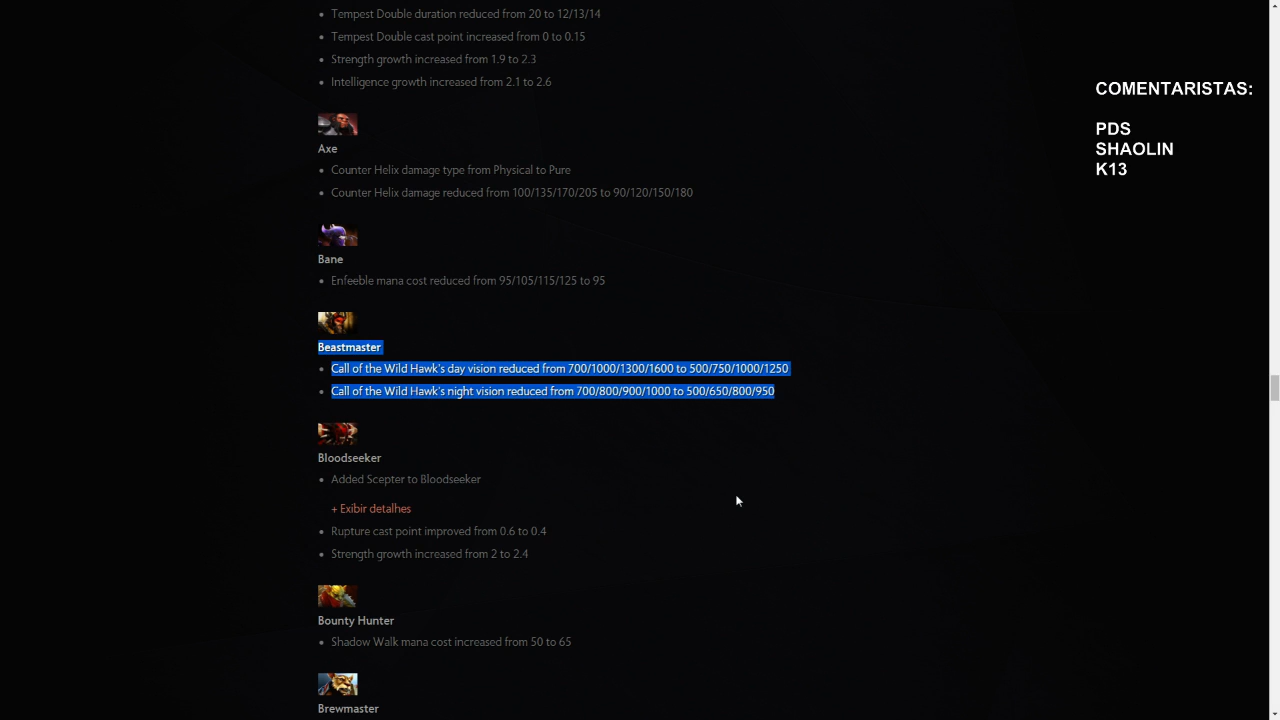 Tempest Double duration reduced from 20 to 12/13/14
Tempest Double cast point increased from 0 to 0.15
Strength growth increased from 1.9 to 2.3
Intelligence growth increased from 2.1 to 2.6
Axe
Counter Helix damage type from Physical to Pure
Counter Helix damage reduced from 100/135/170/205 to 90/120/150/180
Bane
Enfeeble mana cost reduced from 95/105/115/125 to 95
Beastmaster
Call of the Wild Hawk's day vision reduced from 700/1000/1300/1600 to 500/750/1000/1250
Call of the Wild Hawk's night vision reduced from 700/800/900/1000 to 500/650/800/950
Bloodseeker
Added Scepter to Bloodseeker
+ Exibir detalhes
Rupture cast point improved from 0.6 to 0.4
Strength growth increased from 2 to 2.4
Bounty Hunter
Shadow Walk mana cost increased from 50 to 65
Brewmaster
COMENTARISTAS:
PDS
SHAOLIN
K13